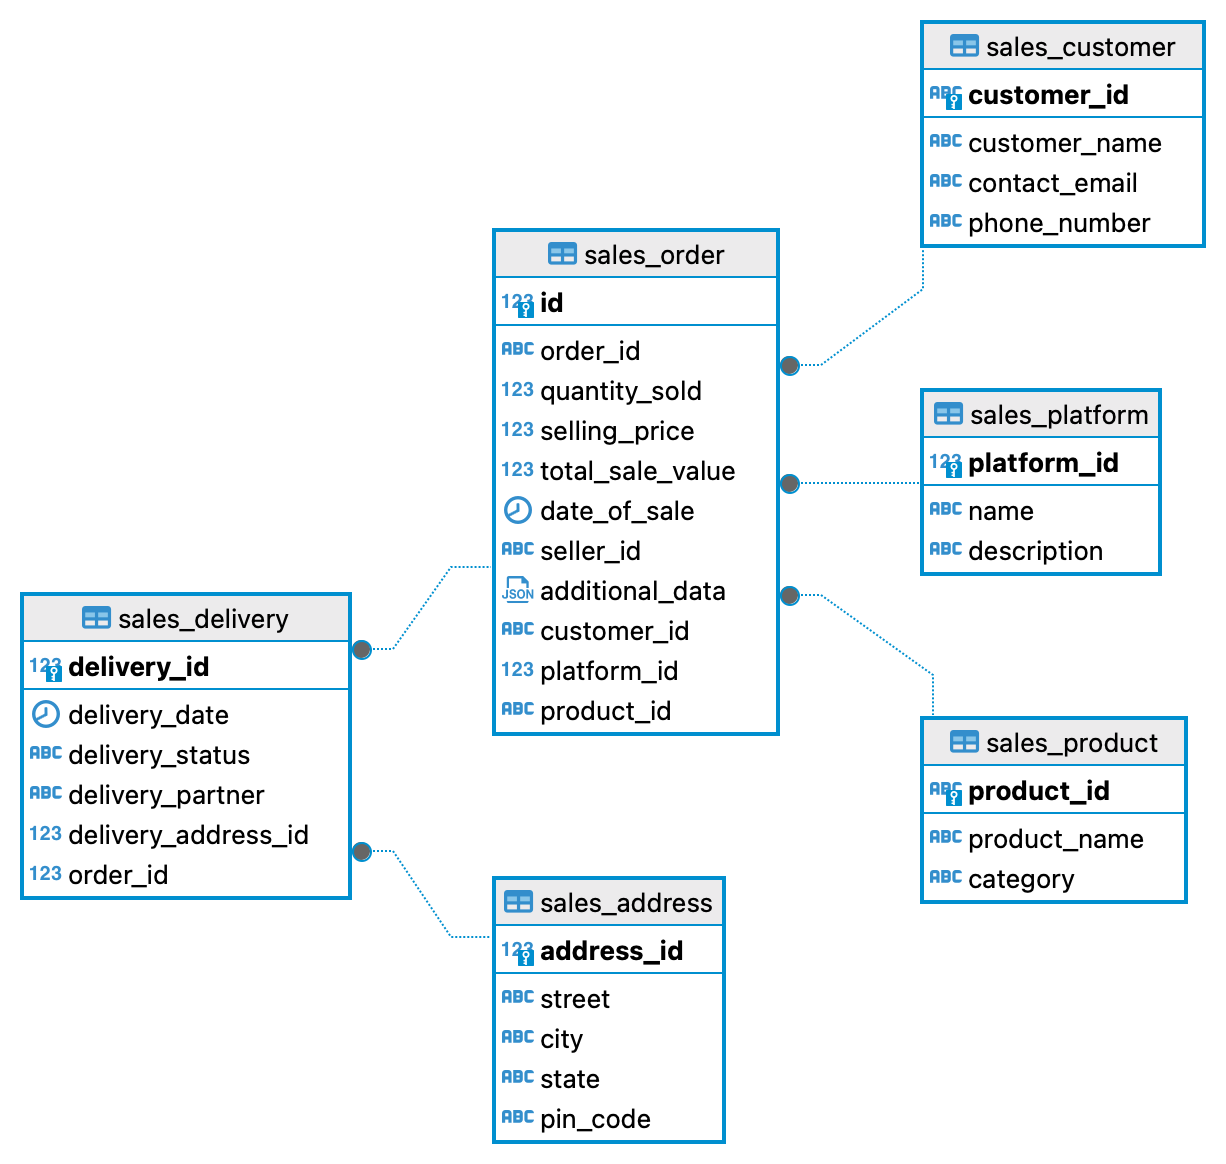 sales_customer
ABC customer_id
ABC customer_name
ABC contact_email
ABC phone_number
sales_order
123 id
ABC order_id
123 quantity_sold
123 selling_price
123 total_sale_value
date_of_sale
ABC seller_id
JSON additional_data
ABC customer_id
123 platform_id
ABC product_id
sales_platform
123 platform_id
ABC name
ABC description
sales_delivery
123 delivery_id
delivery_date
ABC delivery_status
ABC delivery_partner
123 delivery_address_id
123 order_id
sales_product
ABC product_id
ABC product_name
ABC category
sales_address
123 address_id
ABC street
ABC city
ABC state
ABC pin_code